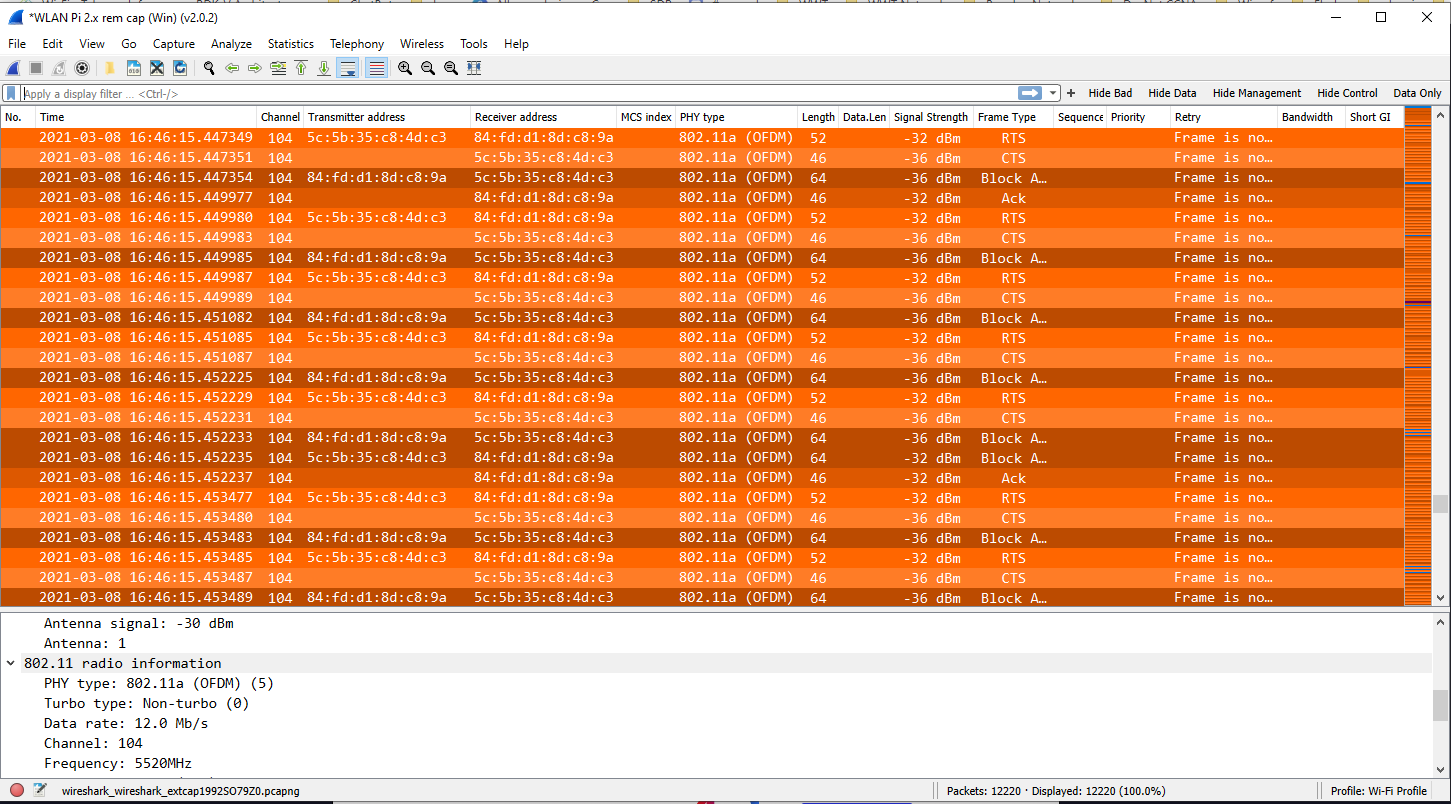 *WLAN Pi 2.x rem cap (Win) (v2.0.2)
File Edit View Go Capture Analyze Statistics Telephony Wireless Tools Help
Apply a display filter ... <Ctrl-/> + Hide Bad Hide Data Hide Management Hide Control Data Only
No. Time Channel Transmitter address Receiver address MCS index PHY type Length Data.Len Signal Strength Frame Type Sequence Priority Retry Bandwidth Short GI
2021-03-08 16:46:15.447349 104 5c:5b:35:c8:4d:c3 84:fd:d1:8d:c8:9a 802.11a (OFDM) 52 -32 dBm RTS Frame is no…
2021-03-08 16:46:15.447351 104 5c:5b:35:c8:4d:c3 802.11a (OFDM) 46 -36 dBm CTS Frame is no…
2021-03-08 16:46:15.447354 104 84:fd:d1:8d:c8:9a 5c:5b:35:c8:4d:c3 802.11a (OFDM) 64 -36 dBm Block A… Frame is no…
2021-03-08 16:46:15.449977 104 84:fd:d1:8d:c8:9a 802.11a (OFDM) 46 -32 dBm Ack Frame is no…
2021-03-08 16:46:15.449980 104 5c:5b:35:c8:4d:c3 84:fd:d1:8d:c8:9a 802.11a (OFDM) 52 -32 dBm RTS Frame is no…
2021-03-08 16:46:15.449983 104 5c:5b:35:c8:4d:c3 802.11a (OFDM) 46 -36 dBm CTS Frame is no…
2021-03-08 16:46:15.449985 104 84:fd:d1:8d:c8:9a 5c:5b:35:c8:4d:c3 802.11a (OFDM) 64 -36 dBm Block A… Frame is no…
2021-03-08 16:46:15.449987 104 5c:5b:35:c8:4d:c3 84:fd:d1:8d:c8:9a 802.11a (OFDM) 52 -32 dBm RTS Frame is no…
2021-03-08 16:46:15.449989 104 5c:5b:35:c8:4d:c3 802.11a (OFDM) 46 -36 dBm CTS Frame is no…
2021-03-08 16:46:15.451082 104 84:fd:d1:8d:c8:9a 5c:5b:35:c8:4d:c3 802.11a (OFDM) 64 -36 dBm Block A… Frame is no…
2021-03-08 16:46:15.451085 104 5c:5b:35:c8:4d:c3 84:fd:d1:8d:c8:9a 802.11a (OFDM) 52 -32 dBm RTS Frame is no…
2021-03-08 16:46:15.451087 104 5c:5b:35:c8:4d:c3 802.11a (OFDM) 46 -36 dBm CTS Frame is no…
2021-03-08 16:46:15.452225 104 84:fd:d1:8d:c8:9a 5c:5b:35:c8:4d:c3 802.11a (OFDM) 64 -36 dBm Block A… Frame is no…
2021-03-08 16:46:15.452229 104 5c:5b:35:c8:4d:c3 84:fd:d1:8d:c8:9a 802.11a (OFDM) 52 -32 dBm RTS Frame is no…
2021-03-08 16:46:15.452231 104 5c:5b:35:c8:4d:c3 802.11a (OFDM) 46 -36 dBm CTS Frame is no…
2021-03-08 16:46:15.452233 104 84:fd:d1:8d:c8:9a 5c:5b:35:c8:4d:c3 802.11a (OFDM) 64 -36 dBm Block A… Frame is no…
2021-03-08 16:46:15.452235 104 5c:5b:35:c8:4d:c3 84:fd:d1:8d:c8:9a 802.11a (OFDM) 64 -32 dBm Block A… Frame is no…
2021-03-08 16:46:15.452237 104 84:fd:d1:8d:c8:9a 802.11a (OFDM) 46 -32 dBm Ack Frame is no…
2021-03-08 16:46:15.453477 104 5c:5b:35:c8:4d:c3 84:fd:d1:8d:c8:9a 802.11a (OFDM) 52 -32 dBm RTS Frame is no…
2021-03-08 16:46:15.453480 104 5c:5b:35:c8:4d:c3 802.11a (OFDM) 46 -36 dBm CTS Frame is no…
2021-03-08 16:46:15.453483 104 84:fd:d1:8d:c8:9a 5c:5b:35:c8:4d:c3 802.11a (OFDM) 64 -36 dBm Block A… Frame is no…
2021-03-08 16:46:15.453485 104 5c:5b:35:c8:4d:c3 84:fd:d1:8d:c8:9a 802.11a (OFDM) 52 -32 dBm RTS Frame is no…
2021-03-08 16:46:15.453487 104 5c:5b:35:c8:4d:c3 802.11a (OFDM) 46 -36 dBm CTS Frame is no…
2021-03-08 16:46:15.453489 104 84:fd:d1:8d:c8:9a 5c:5b:35:c8:4d:c3 802.11a (OFDM) 64 -36 dBm Block A… Frame is no…
Antenna signal: -30 dBm
Antenna: 1
802.11 radio information
PHY type: 802.11a (OFDM) (5)
Turbo type: Non-turbo (0)
Data rate: 12.0 Mb/s
Channel: 104
Frequency: 5520MHz
wireshark_wireshark_extcap1992SO79Z0.pcapng Packets: 12220 · Displayed: 12220 (100.0%) Profile: Wi-Fi Profile